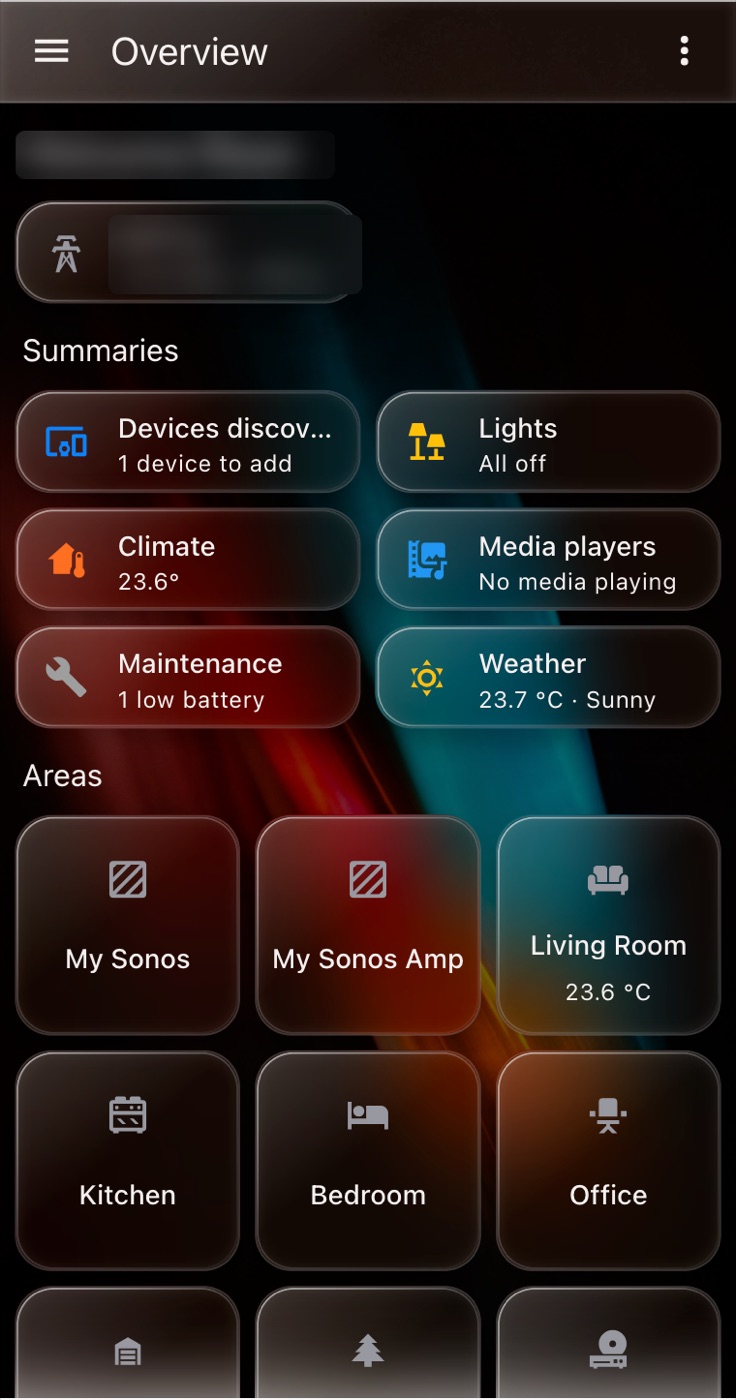 Overview
Summaries
Devices discov...
1 device to add
Lights
All off
Climate
23.6°
Media players
No media playing
Maintenance
1 low battery
Weather
23.7 °C · Sunny
Areas
My Sonos
My Sonos Amp
Living Room
23.6 °C
Kitchen
Bedroom
Office